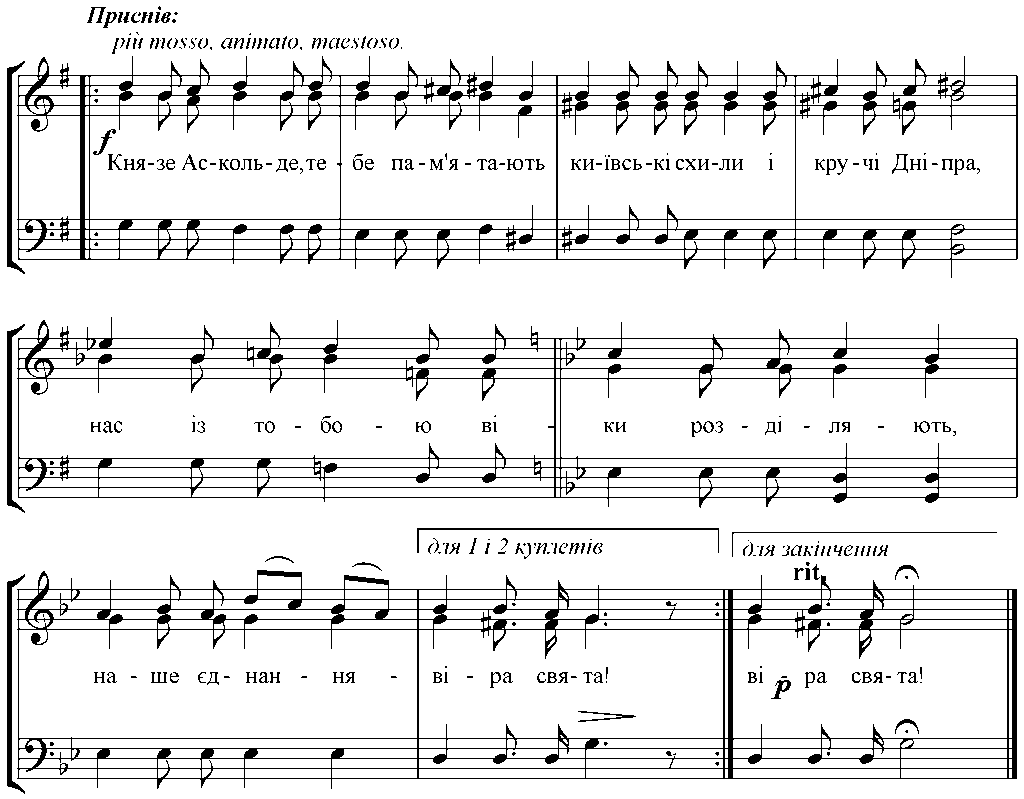 Приспів:
più mosso, animato, maestoso.
f
Кня-зе Ас-коль-де, те - бе па-м'я-та-ють ки-ївсь-кі схи-ли і кру-чі Дні-пра,
нас із то - бо - ю ві - ки роз - ді - ля - ють,
для 1 і 2 куплетів
для закінчення
rit.
на - ше єд - нан - ня - ві - ра свя-та! ві - ра свя-та!
p